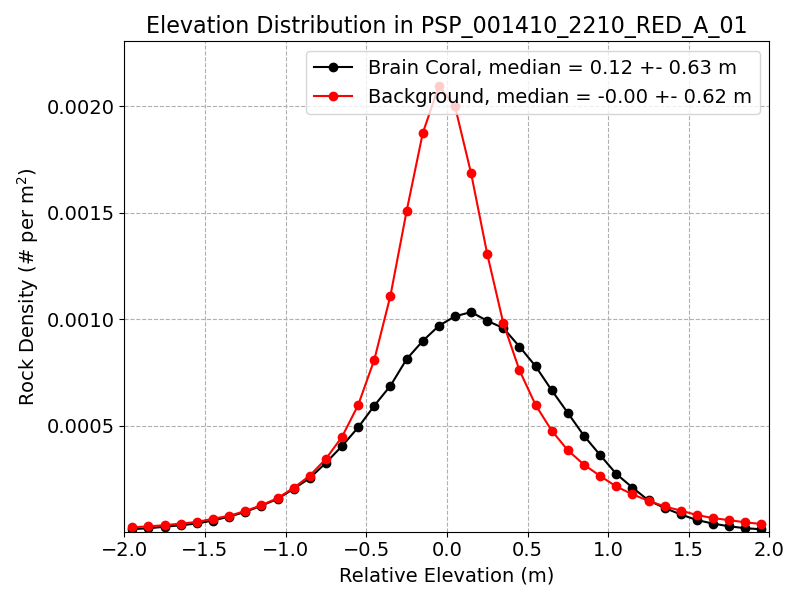 Elevation Distribution in PSP_001410_2210_RED_A_01
Brain Coral, median = 0.12 +- 0.63 m
Background, median = -0.00 +- 0.62 m
0.0020
0.0015
0.0010
0.0005
Rock Density (# per m²)
−2.0 −1.5 −1.0 −0.5 0.0 0.5 1.0 1.5 2.0
Relative Elevation (m)